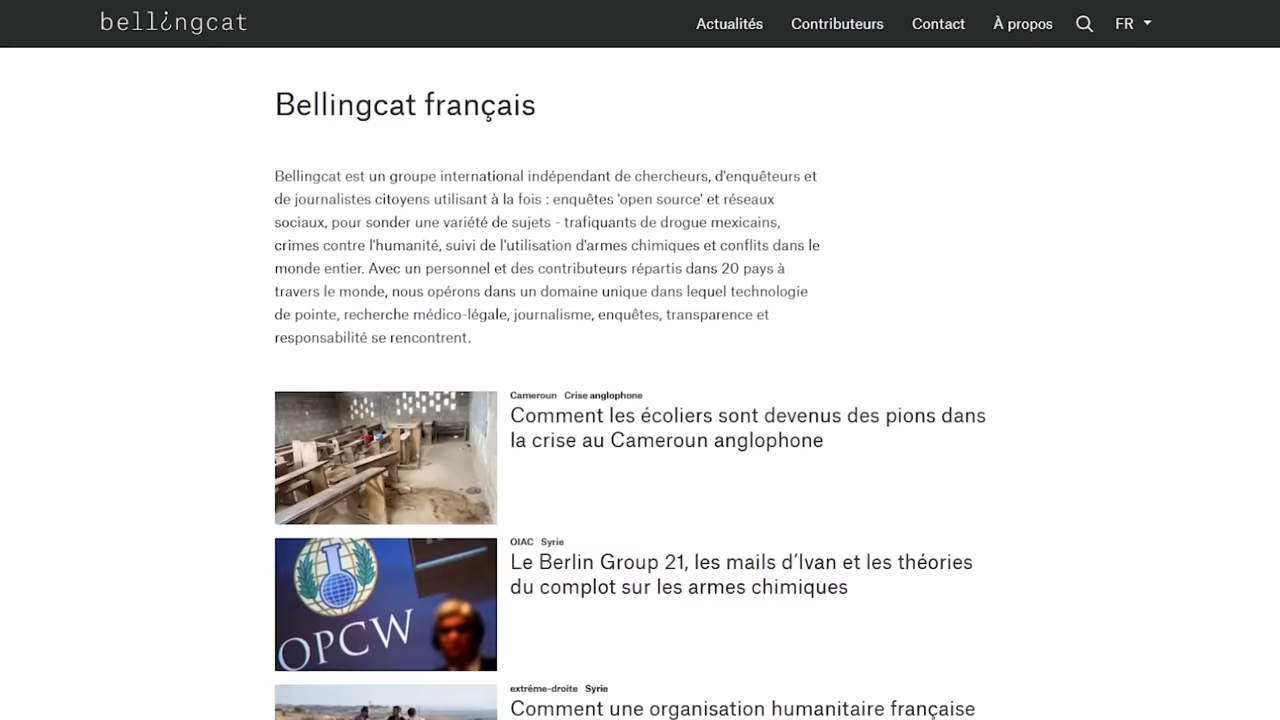 bellingcat
Actualités Contributeurs Contact À propos FR
Bellingcat français
Bellingcat est un groupe international indépendant de chercheurs, d'enquêteurs et
de journalistes citoyens utilisant à la fois : enquêtes 'open source' et réseaux
sociaux, pour sonder une variété de sujets - trafiquants de drogue mexicains,
crimes contre l'humanité, suivi de l'utilisation d'armes chimiques et conflits dans le
monde entier. Avec un personnel et des contributeurs répartis dans 20 pays à
travers le monde, nous opérons dans un domaine unique dans lequel technologie
de pointe, recherche médico-légale, journalisme, enquêtes, transparence et
responsabilité se rencontrent.
Cameroun Crise anglophone
Comment les écoliers sont devenus des pions dans
la crise au Cameroun anglophone
OPCW
OIAC Syrie
Le Berlin Group 21, les mails d’Ivan et les théories
du complot sur les armes chimiques
extrême-droite Syrie
Comment une organisation humanitaire française